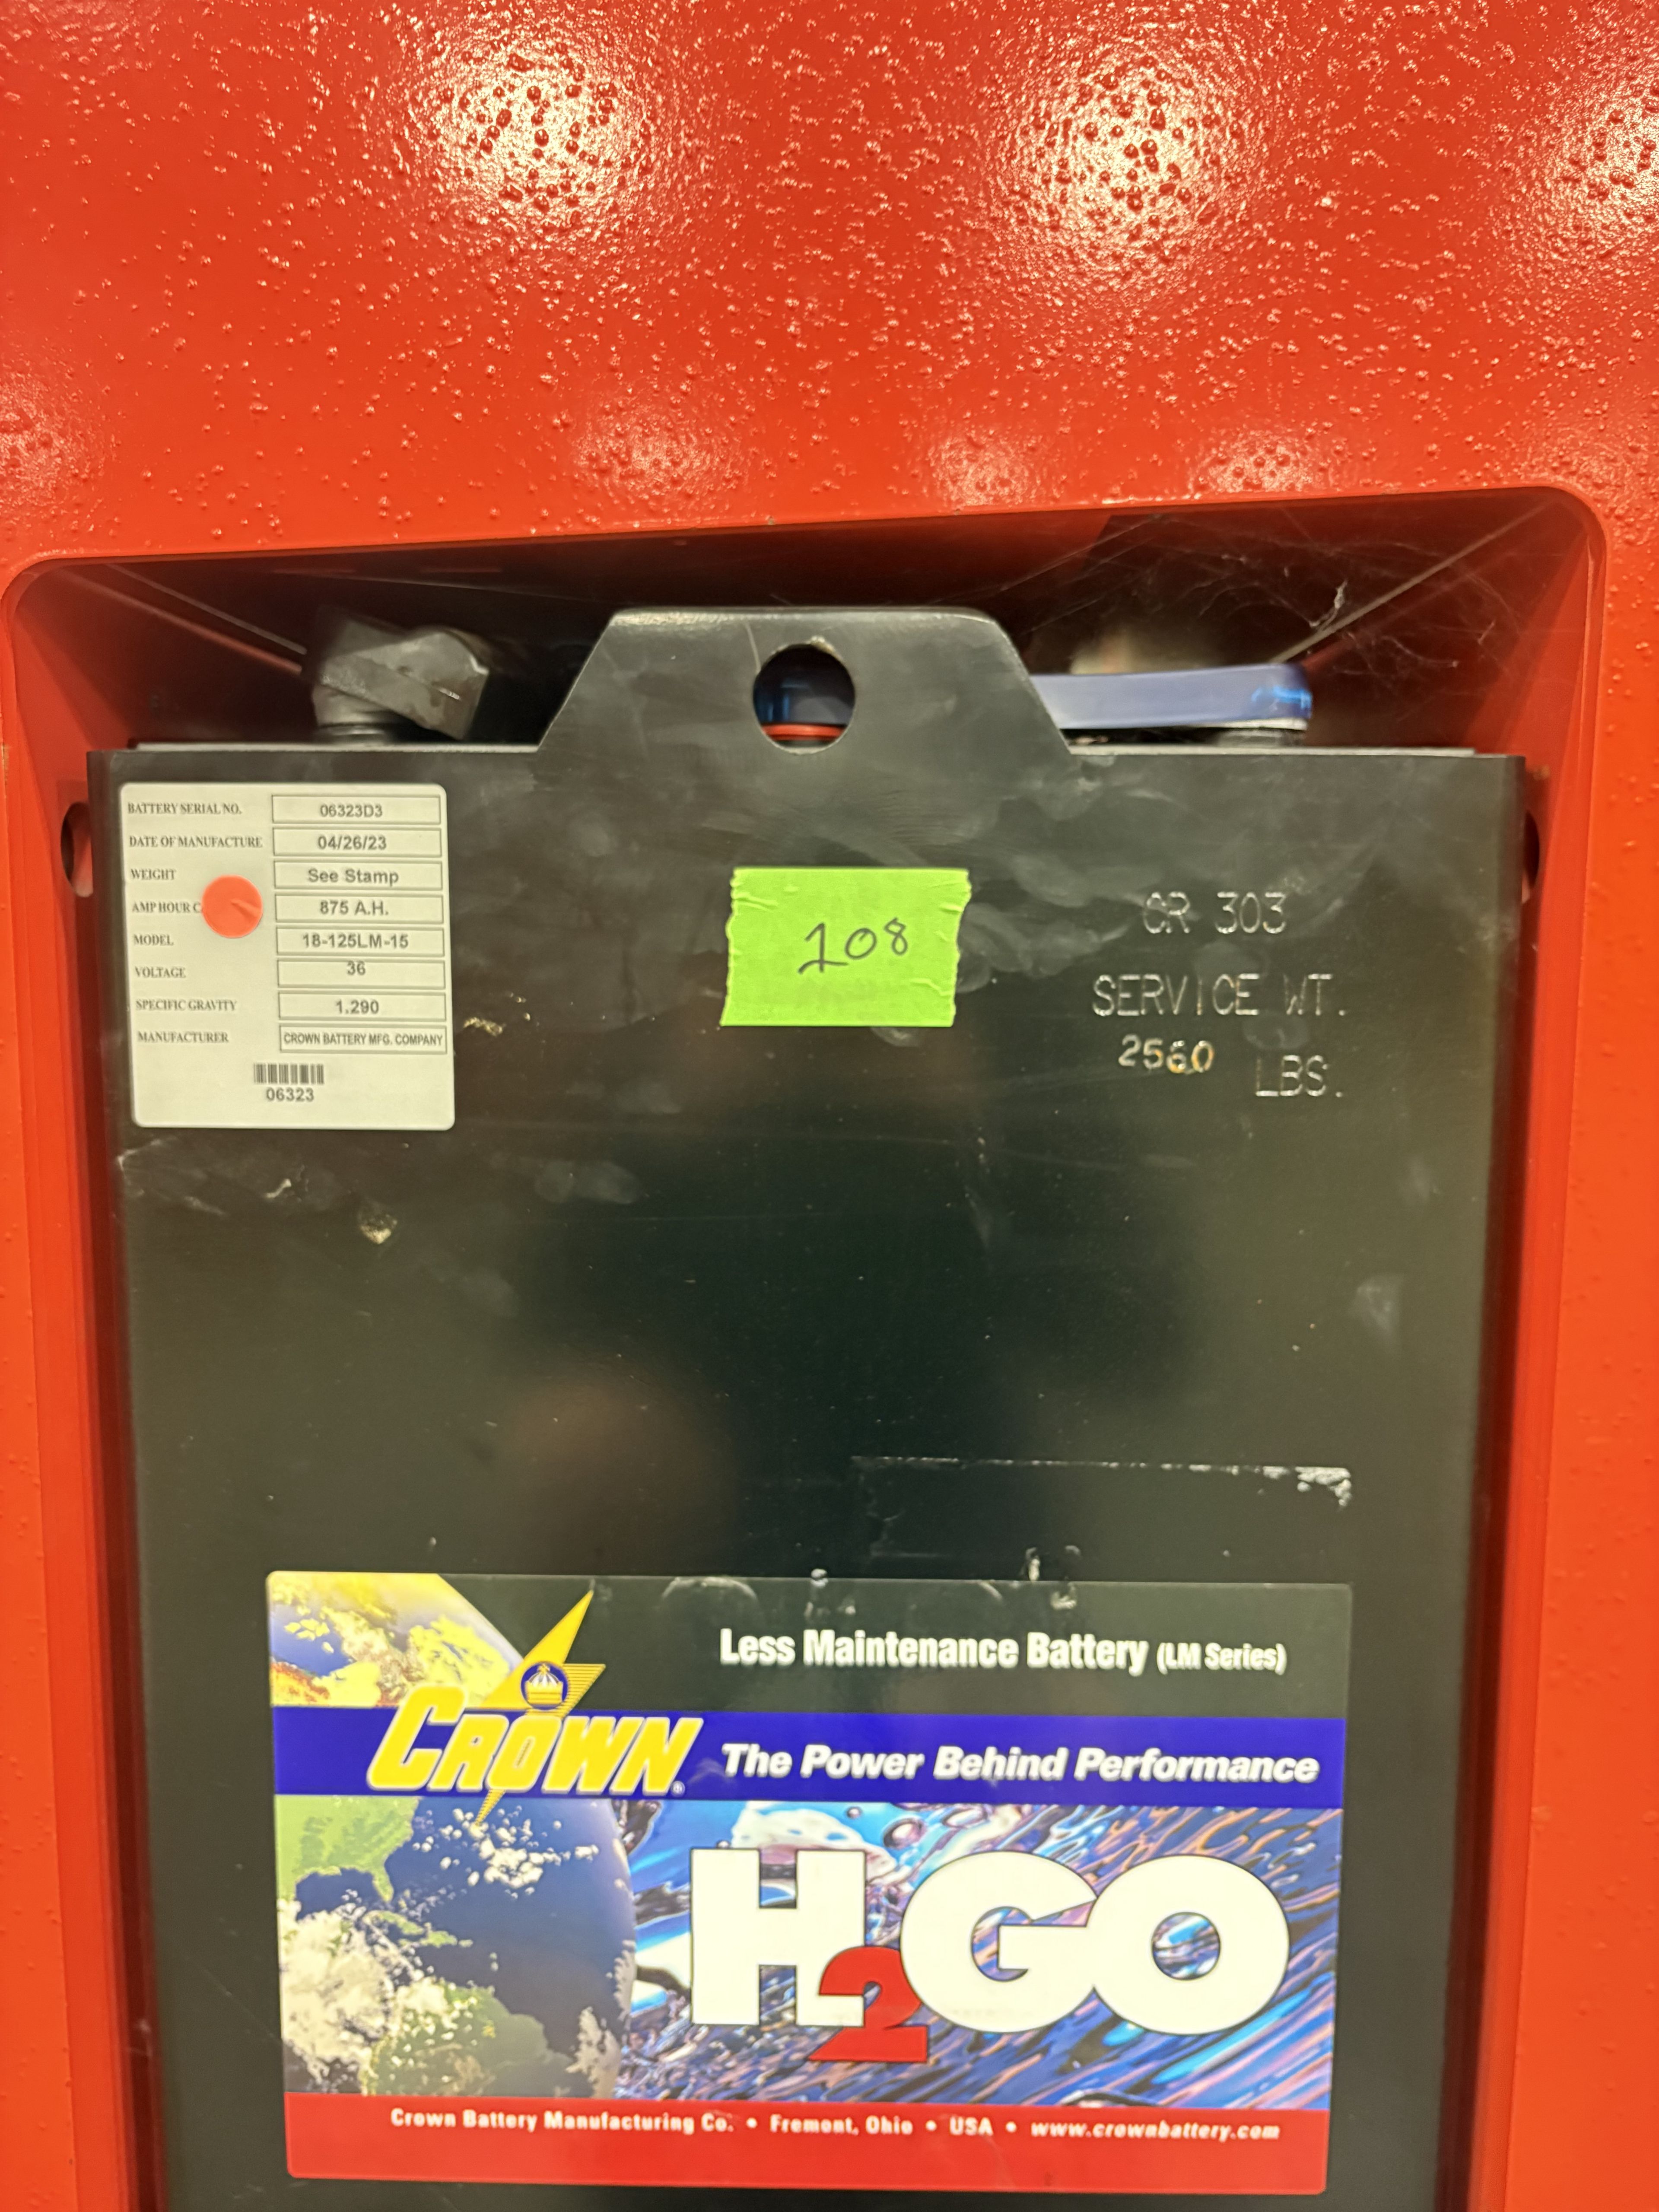 BATTERY SERIAL NO. 06323D3
DATE OF MANUFACTURE 04/26/23
WEIGHT See Stamp
AMP HOUR C 875 A.H.
MODEL 18-125LM-15
VOLTAGE 36
SPECIFIC GRAVITY 1.290
MANUFACTURER CROWN BATTERY MFG. COMPANY
06323
108
CR 303
SERVICE WT.
2560 LBS.
Less Maintenance Battery (LM Series)
CROWN®
The Power Behind Performance
H2GO
Crown Battery Manufacturing Co. • Fremont, Ohio • USA • www.crownbattery.com